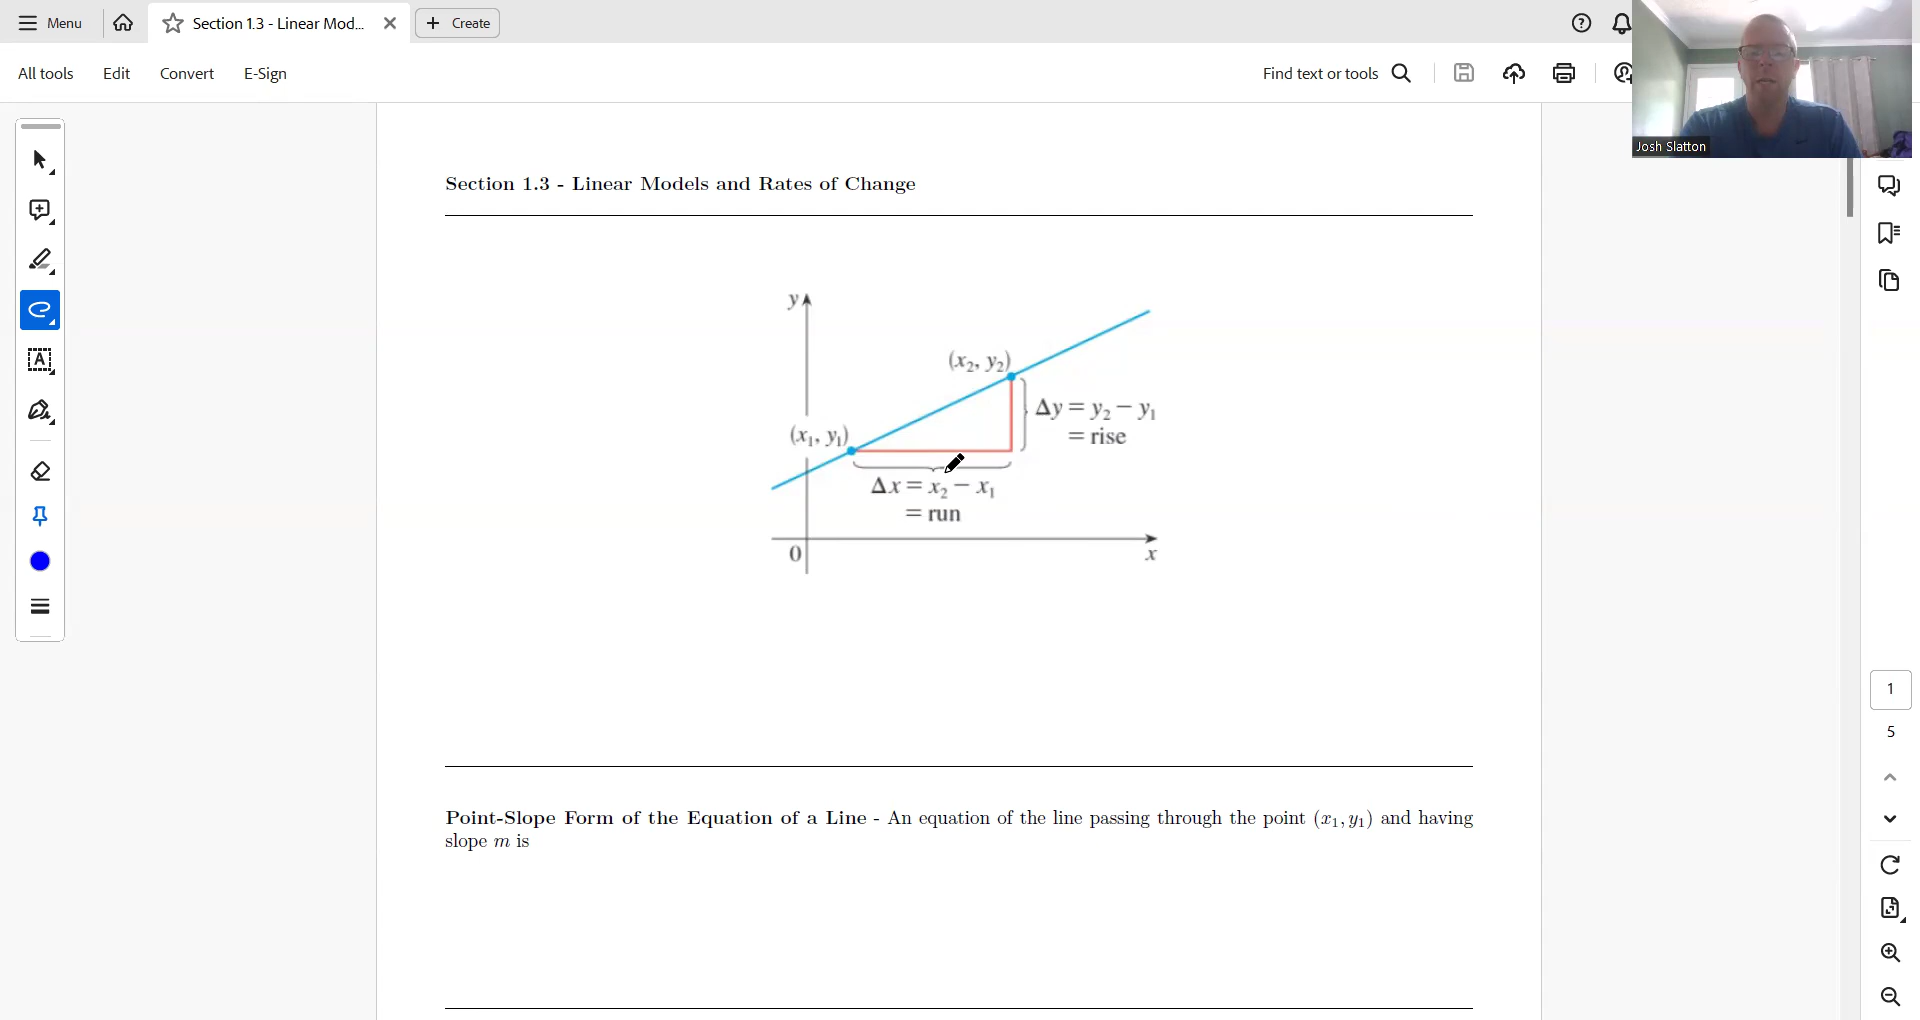 Menu
Section 1.3 - Linear Mod...
Create
All tools
Edit
Convert
E-Sign
Find text or tools
Josh Slatton
Section 1.3 - Linear Models and Rates of Change
y
(x₂, y₂)
Δy = y₂ − y₁
= rise
(x₁, y₁)
Δx = x₂ − x₁
= run
0
x
Point-Slope Form of the Equation of a Line - An equation of the line passing through the point (x₁, y₁) and having
slope m is
1
5